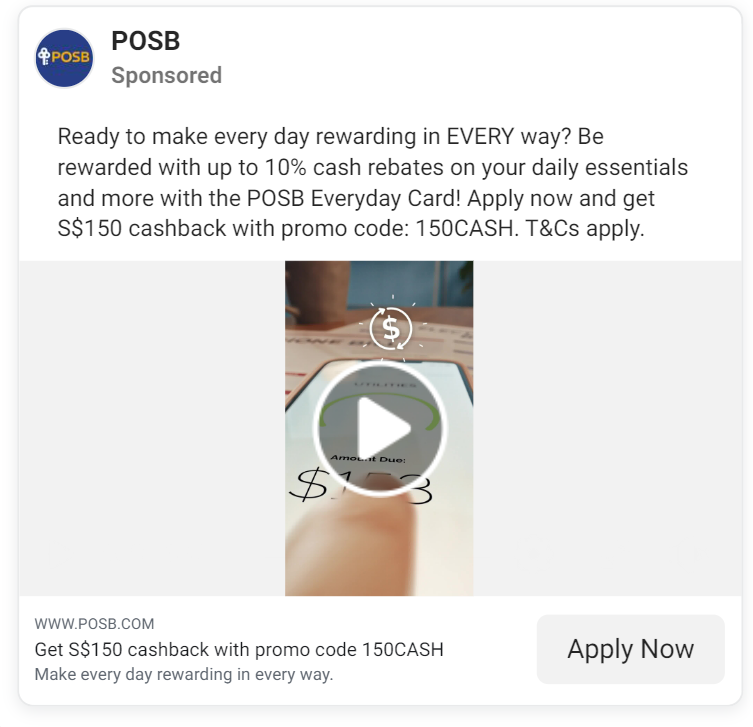 POSB
POSB
Sponsored
Ready to make every day rewarding in EVERY way? Be
rewarded with up to 10% cash rebates on your daily essentials
and more with the POSB Everyday Card! Apply now and get
S$150 cashback with promo code: 150CASH. T&Cs apply.
$
UTILITIES
Amount Due:
WWW.POSB.COM
Get S$150 cashback with promo code 150CASH
Make every day rewarding in every way.
Apply Now